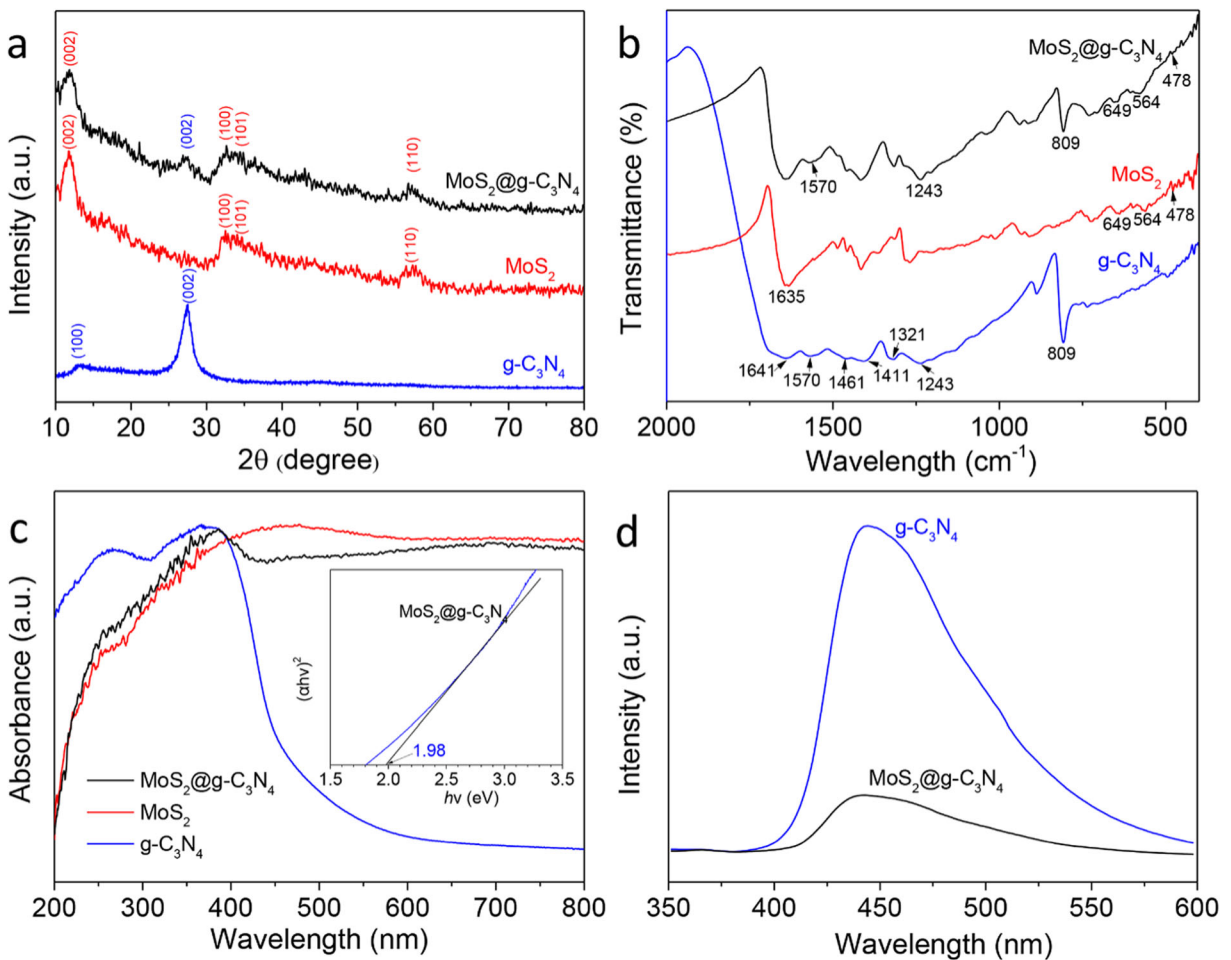 a
Intensity (a.u.)
(002)
(002)
(100)
(101)
(110)
MoS2@g-C3N4
(002)
(100)
(101)
(110)
MoS2
(100)
(002)
g-C3N4
10 20 30 40 50 60 70 80
2θ (degree)
b
Transmittance (%)
MoS2@g-C3N4
478
564
649
809
1570
1243
MoS2
478
564
649
1635
g-C3N4
1321
809
1641
1570
1461
1411
1243
2000 1500 1000 500
Wavelength (cm-1)
c
Absorbance (a.u.)
MoS2@g-C3N4
(αhν)2
1.98
1.5 2.0 2.5 3.0 3.5
hν (eV)
MoS2@g-C3N4
MoS2
g-C3N4
200 300 400 500 600 700 800
Wavelength (nm)
d
Intensity (a.u.)
g-C3N4
MoS2@g-C3N4
350 400 450 500 550 600
Wavelength (nm)